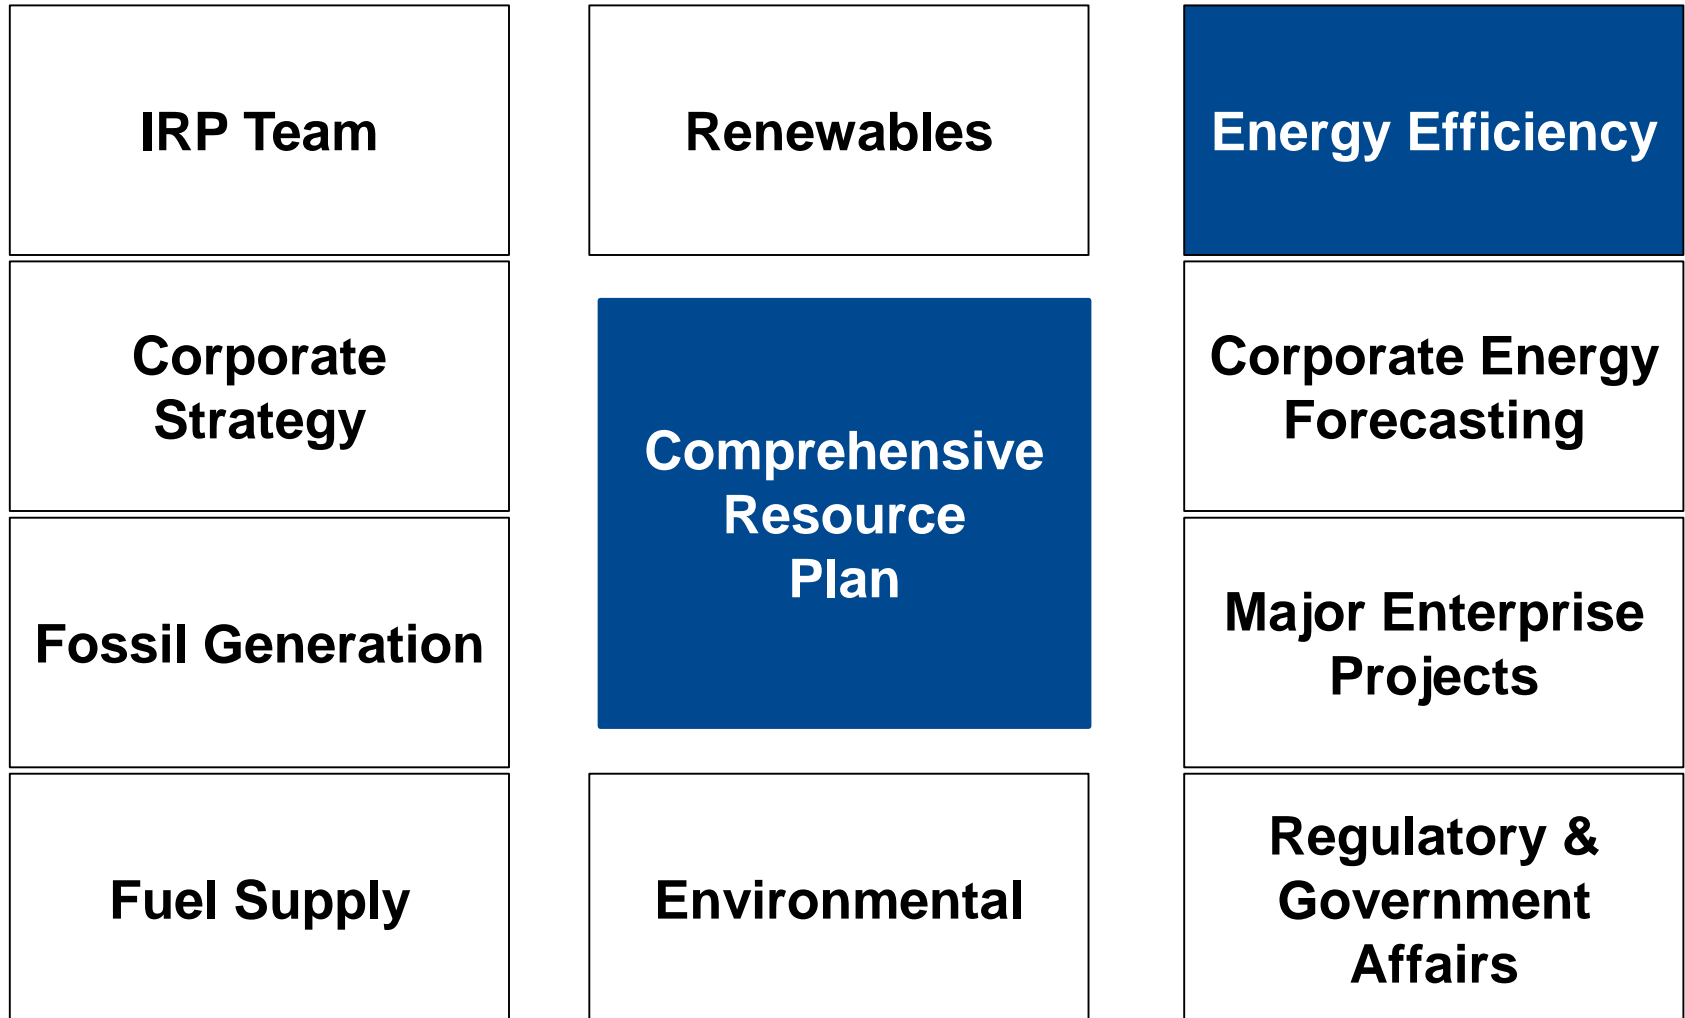 IRP Team
Renewables
Energy Efficiency
Corporate
Strategy
Comprehensive
Resource
Plan
Corporate Energy
Forecasting
Fossil Generation
Major Enterprise
Projects
Fuel Supply
Environmental
Regulatory &
Government
Affairs